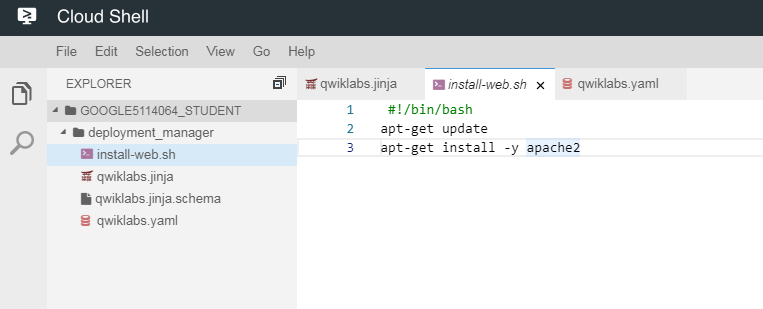 Cloud Shell
File Edit Selection View Go Help
EXPLORER
GOOGLE5114064_STUDENT
deployment_manager
install-web.sh
qwiklabs.jinja
qwiklabs.jinja.schema
qwiklabs.yaml
qwiklabs.jinja install-web.sh x qwiklabs.yaml
1 #!/bin/bash
2 apt-get update
3 apt-get install -y apache2